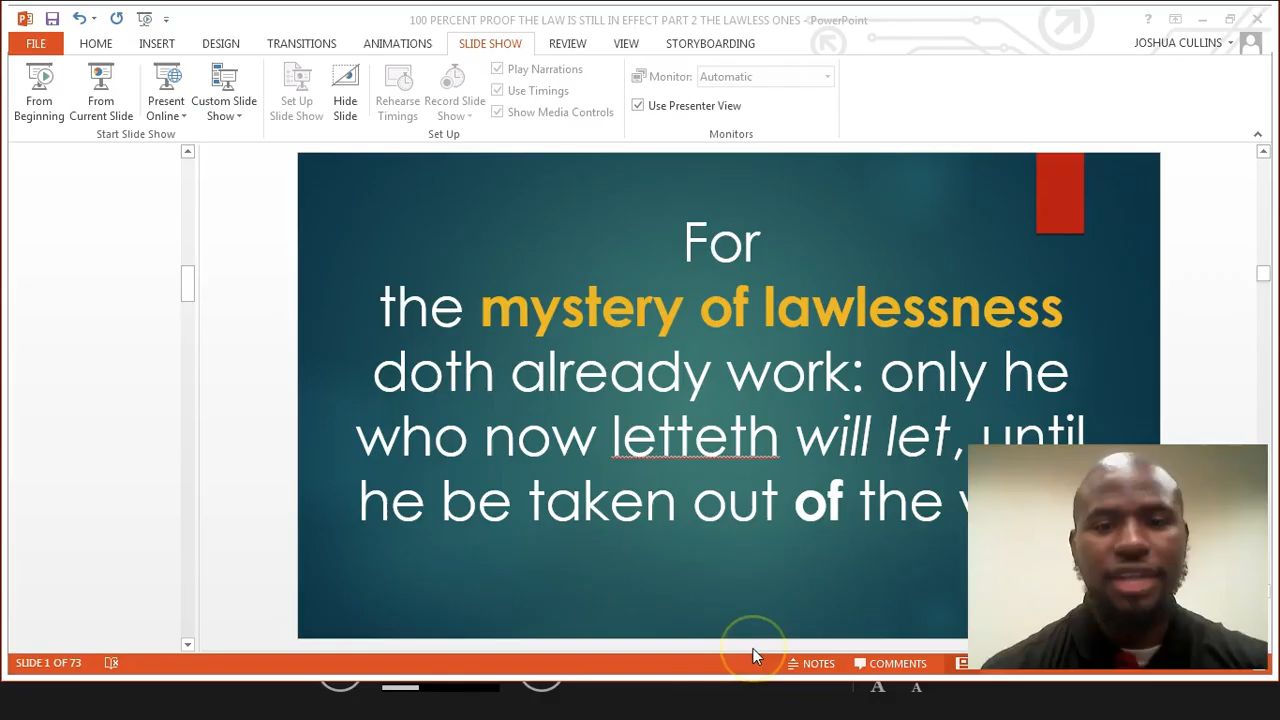 100 PERCENT PROOF THE LAW IS STILL IN EFFECT PART 2 THE LAWLESS ONES - PowerPoint
FILE HOME INSERT DESIGN TRANSITIONS ANIMATIONS SLIDE SHOW REVIEW VIEW STORYBOARDING JOSHUA CULLINS
From Beginning
From Current Slide
Present Online
Custom Slide Show
Start Slide Show
Set Up Slide Show
Hide Slide
Rehearse Timings
Record Slide Show
Play Narrations
Use Timings
Show Media Controls
Set Up
Monitor: Automatic
Use Presenter View
Monitors
For
the mystery of lawlessness
doth already work: only he
who now letteth will let, until
he be taken out of the
SLIDE 1 OF 73 NOTES COMMENTS
A A